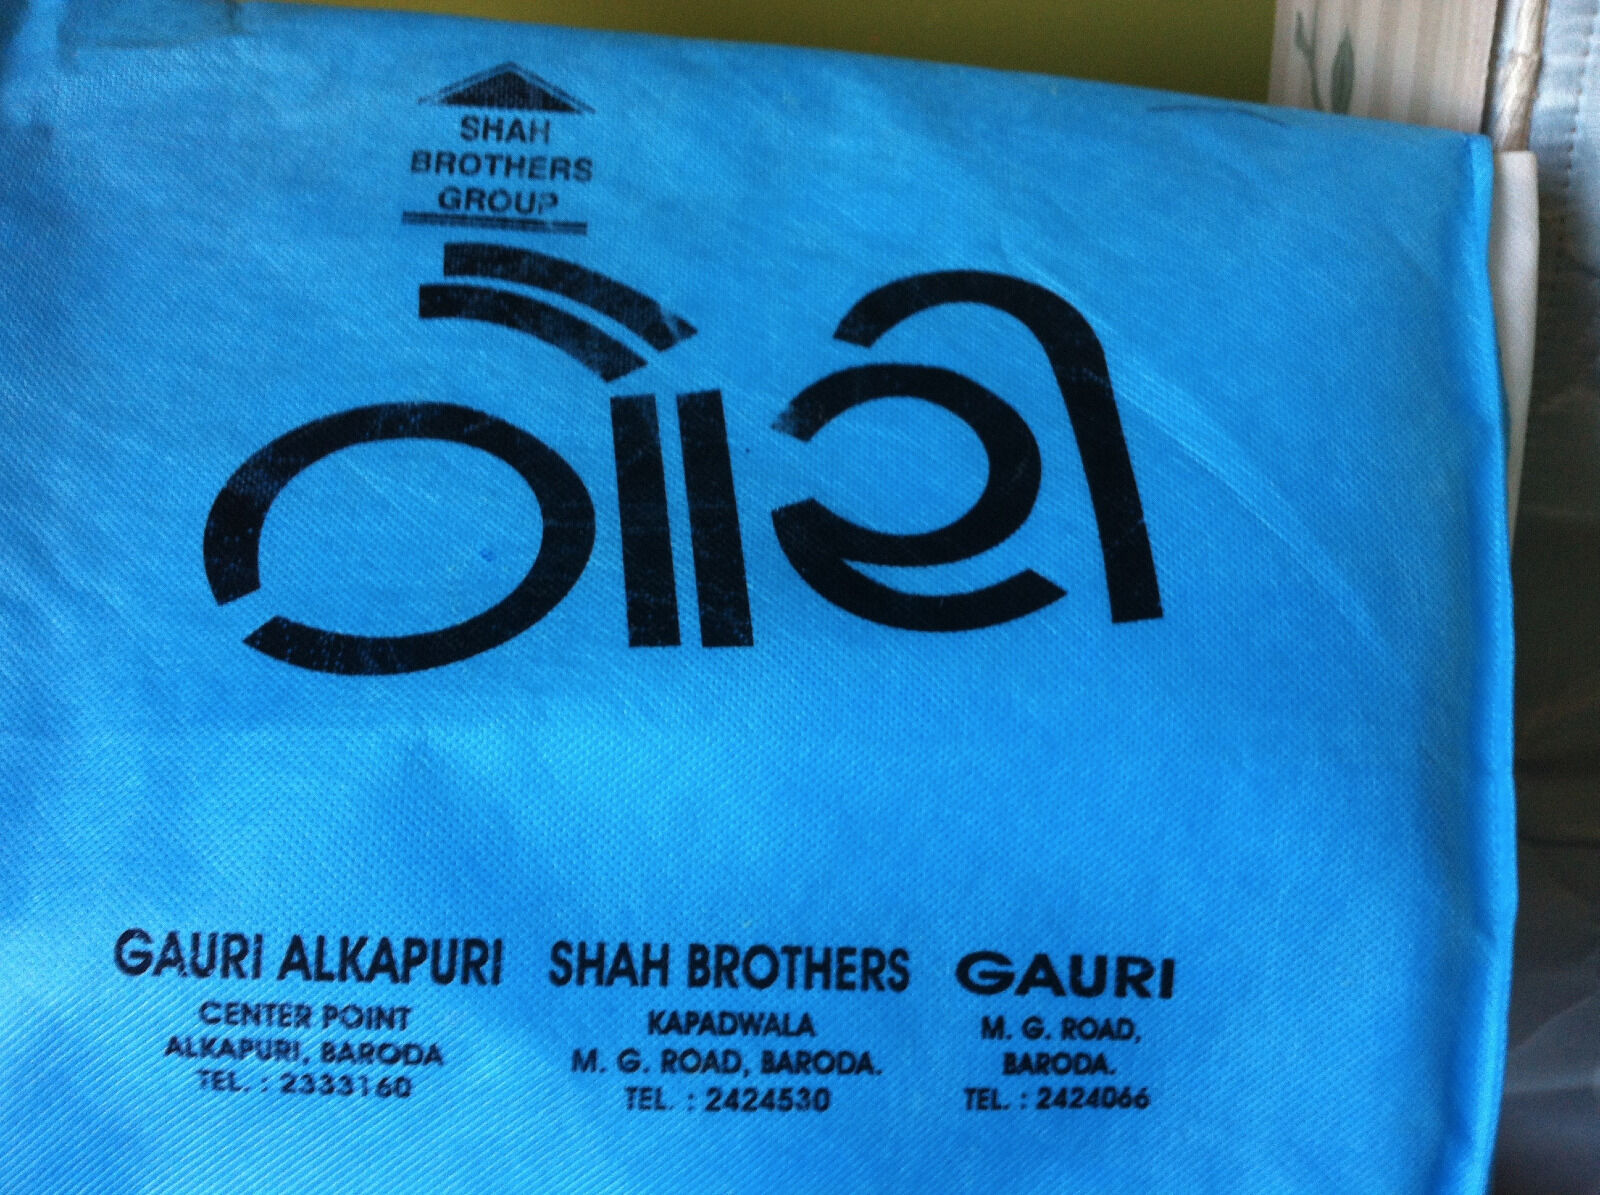 SHAH
BROTHERS
GROUP
ગૌરી
GAURI ALKAPURI
CENTER POINT
ALKAPURI, BARODA
TEL. : 2333160
SHAH BROTHERS
KAPADWALA
M. G. ROAD, BARODA.
TEL. : 2424530
GAURI
M. G. ROAD,
BARODA.
TEL. : 2424066